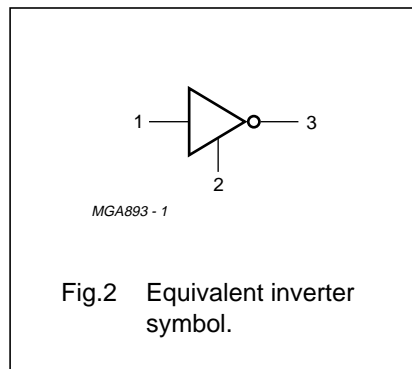 1
3
2
MGA893 - 1
Fig.2 Equivalent inverter
symbol.